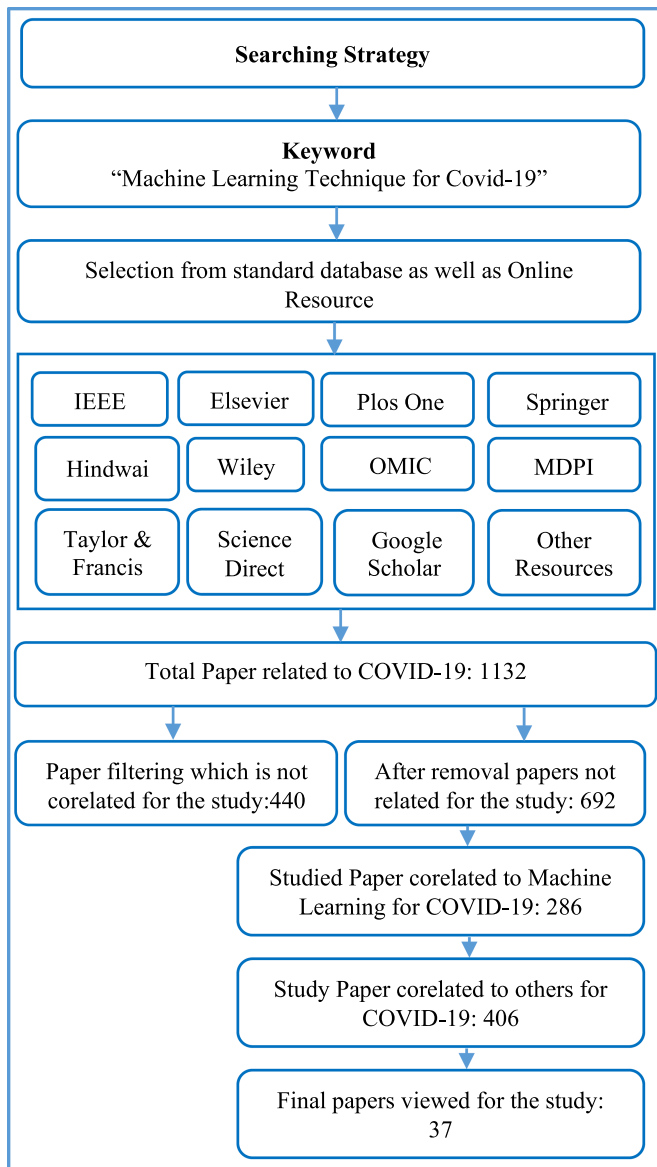 Searching Strategy
Keyword
“Machine Learning Technique for Covid-19”
Selection from standard database as well as Online
Resource
IEEE
Elsevier
Plos One
Springer
Hindwai
Wiley
OMIC
MDPI
Taylor &
Francis
Science
Direct
Google
Scholar
Other
Resources
Total Paper related to COVID-19: 1132
Paper filtering which is not
corelated for the study:440
After removal papers not
related for the study: 692
Studied Paper corelated to Machine
Learning for COVID-19: 286
Study Paper corelated to others for
COVID-19: 406
Final papers viewed for the study:
37